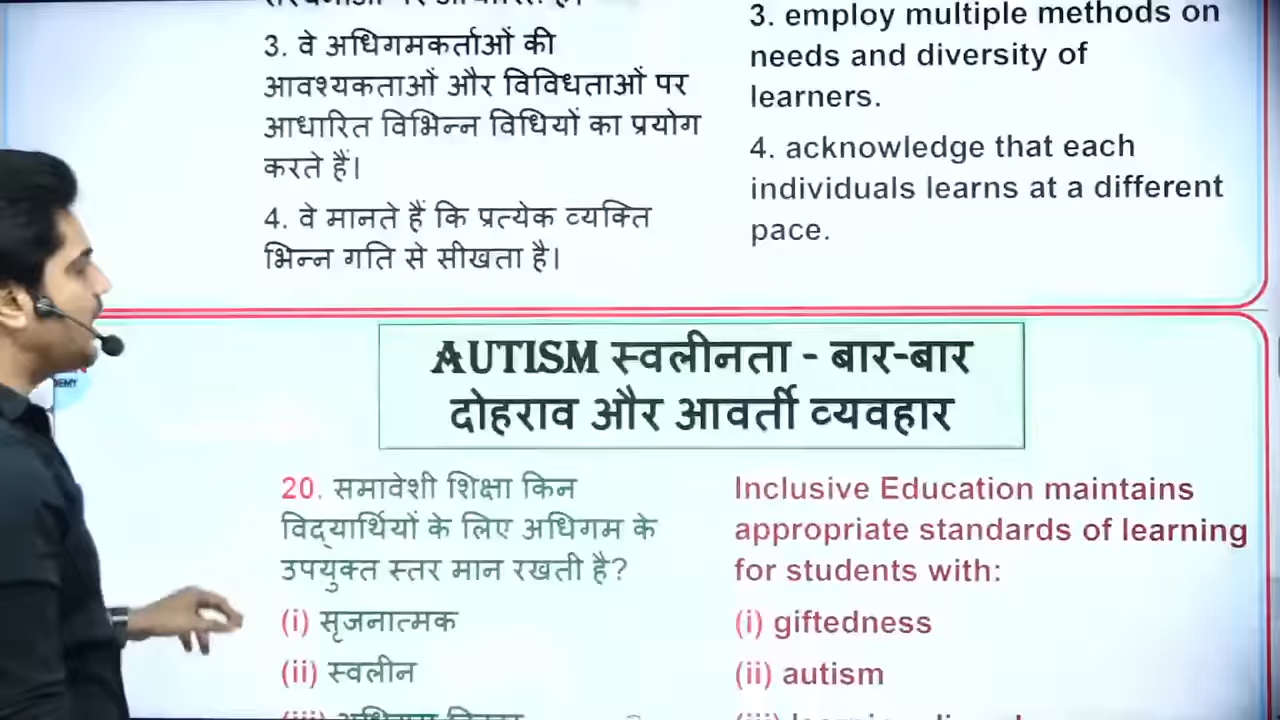 3. वे अधिगमकर्ताओं की
आवश्यकताओं और विविधताओं पर
आधारित विभिन्न विधियों का प्रयोग
करते हैं।
4. वे मानते हैं कि प्रत्येक व्यक्ति
भिन्न गति से सीखता है।
3. employ multiple methods on
needs and diversity of
learners.
4. acknowledge that each
individuals learns at a different
pace.
AUTISM स्वलीनता - बार-बार
दोहराव और आवर्ती व्यवहार
20. समावेशी शिक्षा किन
विद्यार्थियों के लिए अधिगम के
उपयुक्त स्तर मान रखती है?
(i) सृजनात्मक
(ii) स्वलीन
Inclusive Education maintains
appropriate standards of learning
for students with:
(i) giftedness
(ii) autism